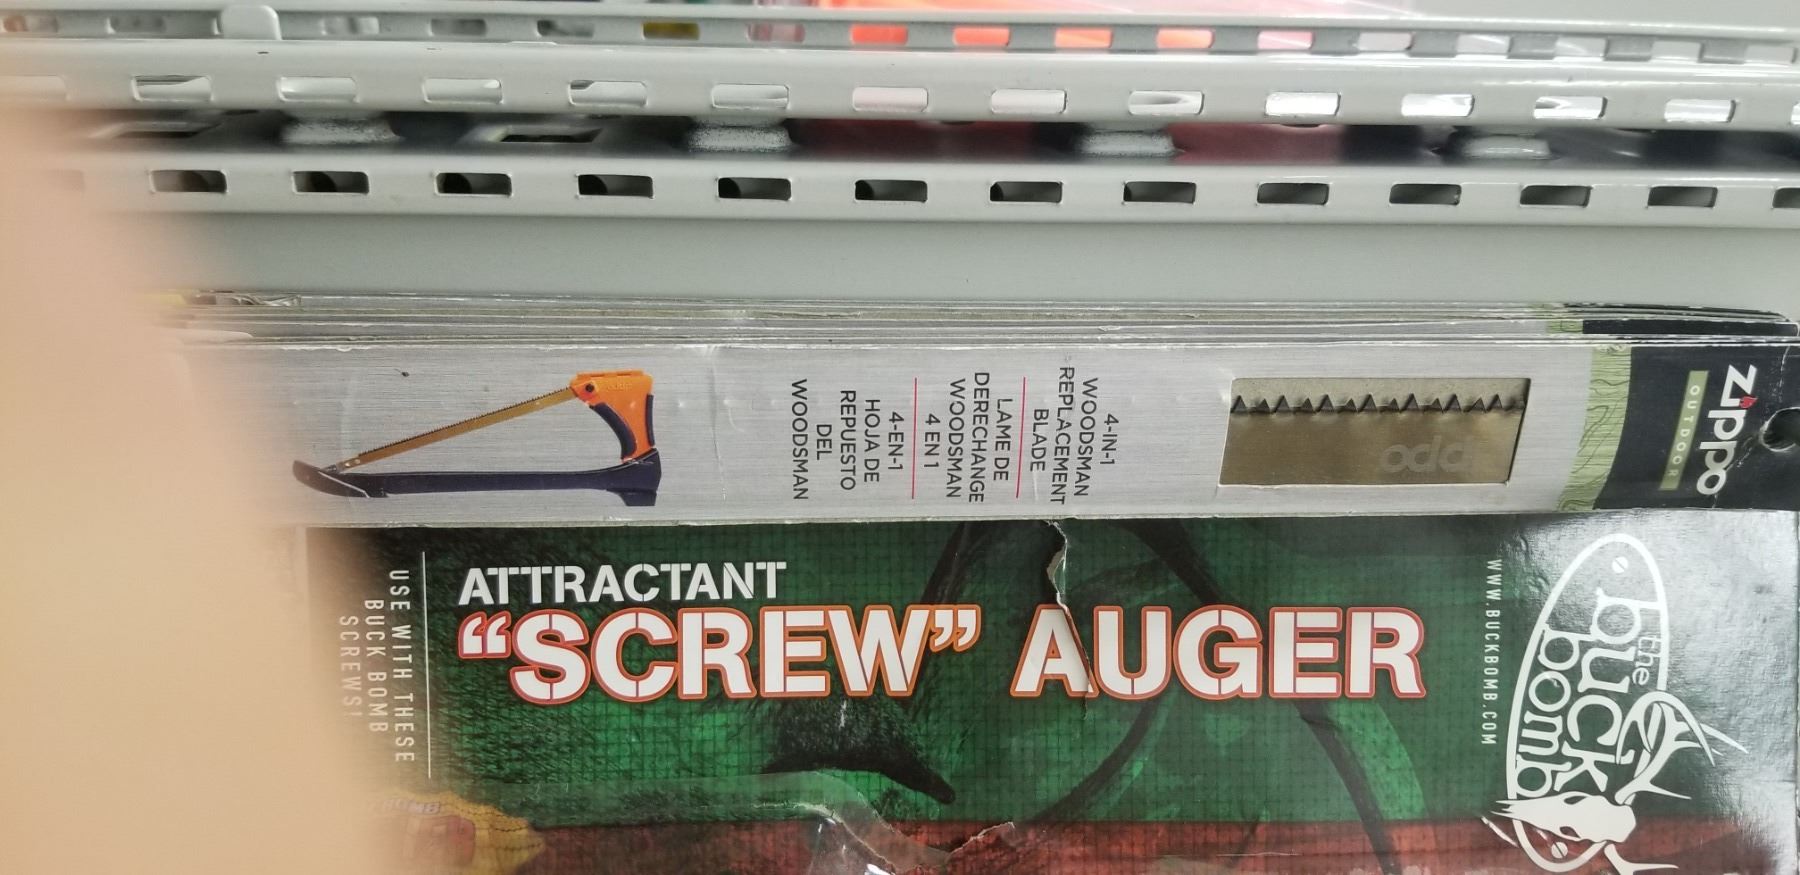 zippo
OUTDOOR
4-IN-1
WOODSMAN
REPLACEMENT
BLADE
LAME DE
DERECHANGE
WOODSMAN
4 EN 1
4-EN-1
HOJA DE
REPUESTO
DEL
WOODSMAN
ATTRACTANT
"SCREW" AUGER
the
buck
bomb
WWW.BUCKBOMB.COM
USE WITH THESE
BUCK BOMB
SCREWS!